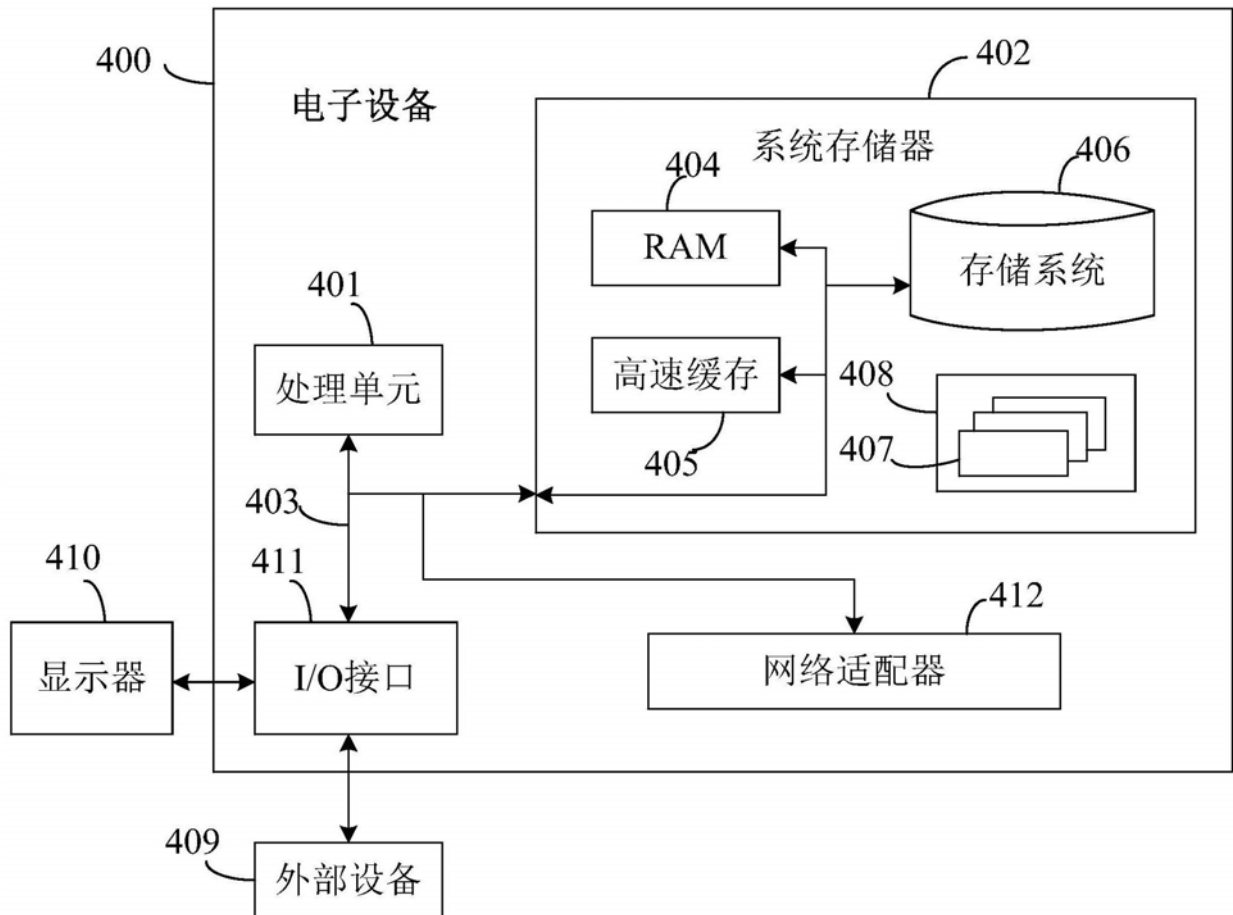 400
电子设备
402
系统存储器
404
RAM
406
存储系统
401
处理单元
高速缓存
405
408
407
403
410
显示器
411
I/O接口
412
网络适配器
409
外部设备